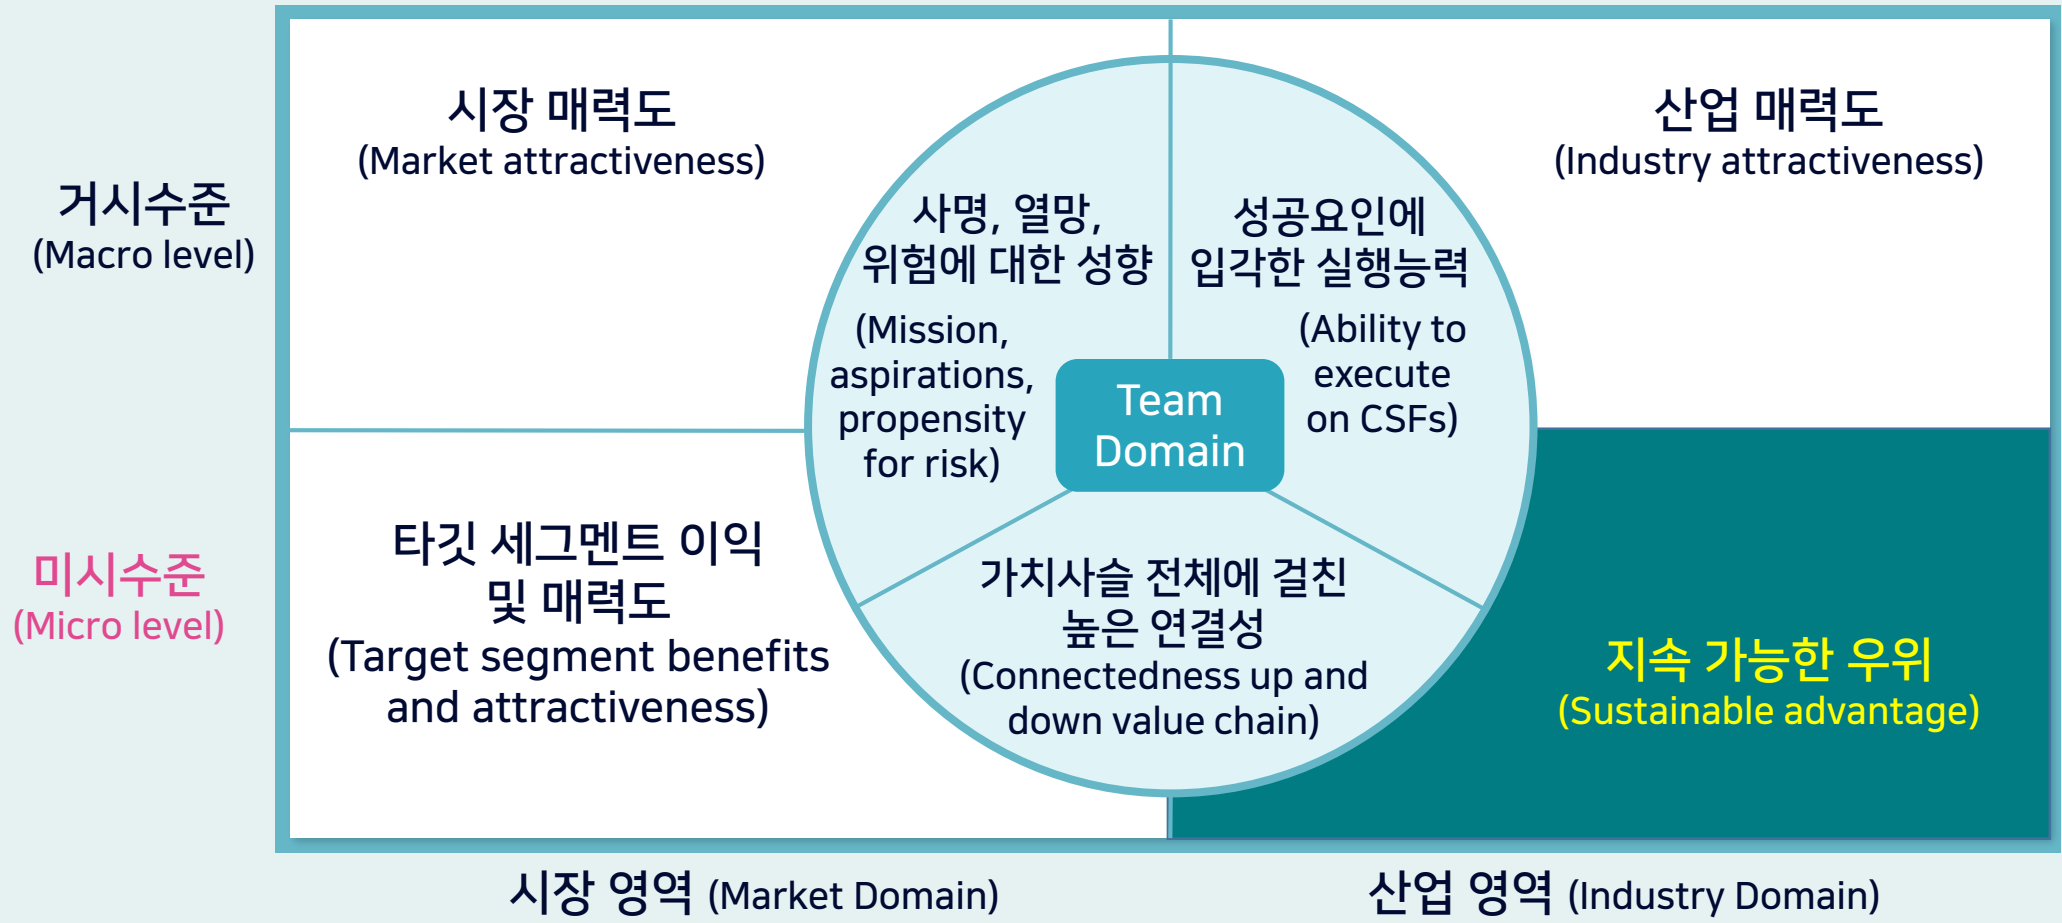 시장 매력도
(Market attractiveness)
산업 매력도
(Industry attractiveness)
거시수준
(Macro level)
사명, 열망,
위험에 대한 성향
(Mission,
aspirations,
propensity
for risk)
성공요인에
입각한 실행능력
(Ability to
execute
on CSFs)
Team
Domain
미시수준
(Micro level)
타깃 세그멘트 이익
및 매력도
(Target segment benefits
and attractiveness)
가치사슬 전체에 걸친
높은 연결성
(Connectedness up and
down value chain)
지속 가능한 우위
(Sustainable advantage)
시장 영역 (Market Domain)
산업 영역 (Industry Domain)